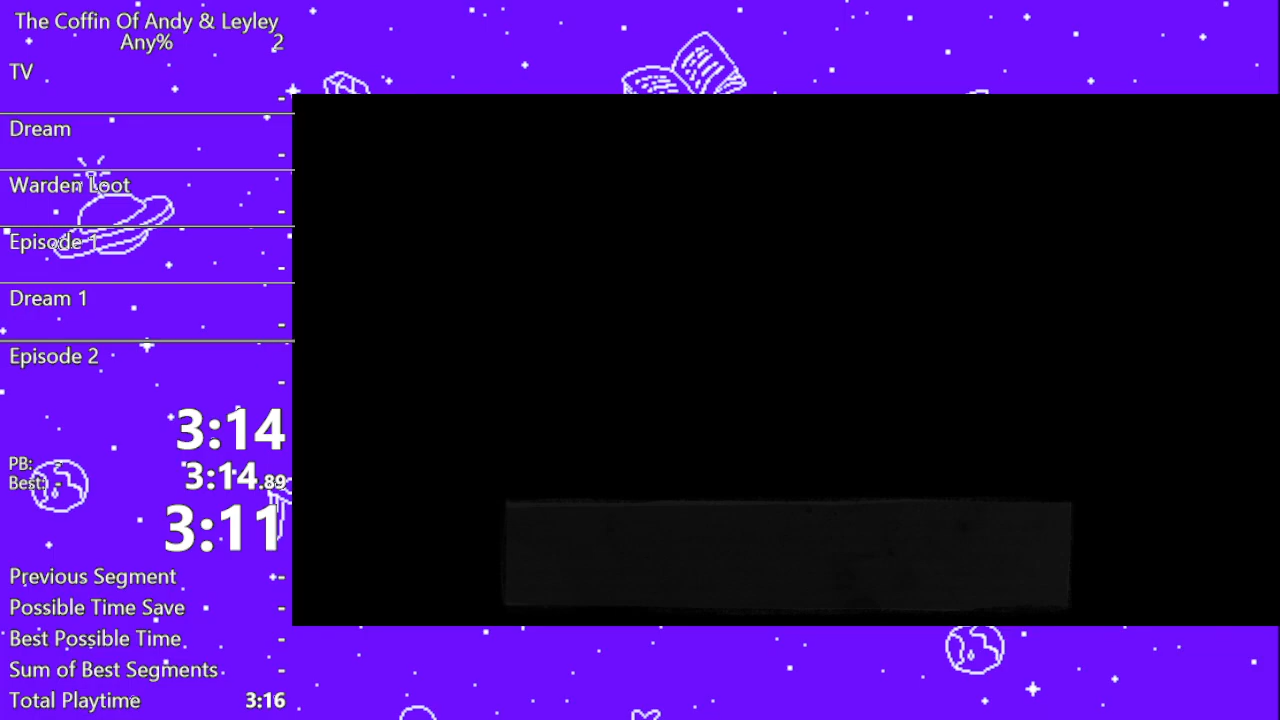 The Coffin Of Andy & Leyley
Any% 2
TV
-
Dream
-
Warden Loot
-
Episode 1
-
Dream 1
-
Episode 2
-
3:14
PB: -
3:14.89
Best: -
3:11
Previous Segment -
Possible Time Save -
Best Possible Time -
Sum of Best Segments -
Total Playtime 3:16